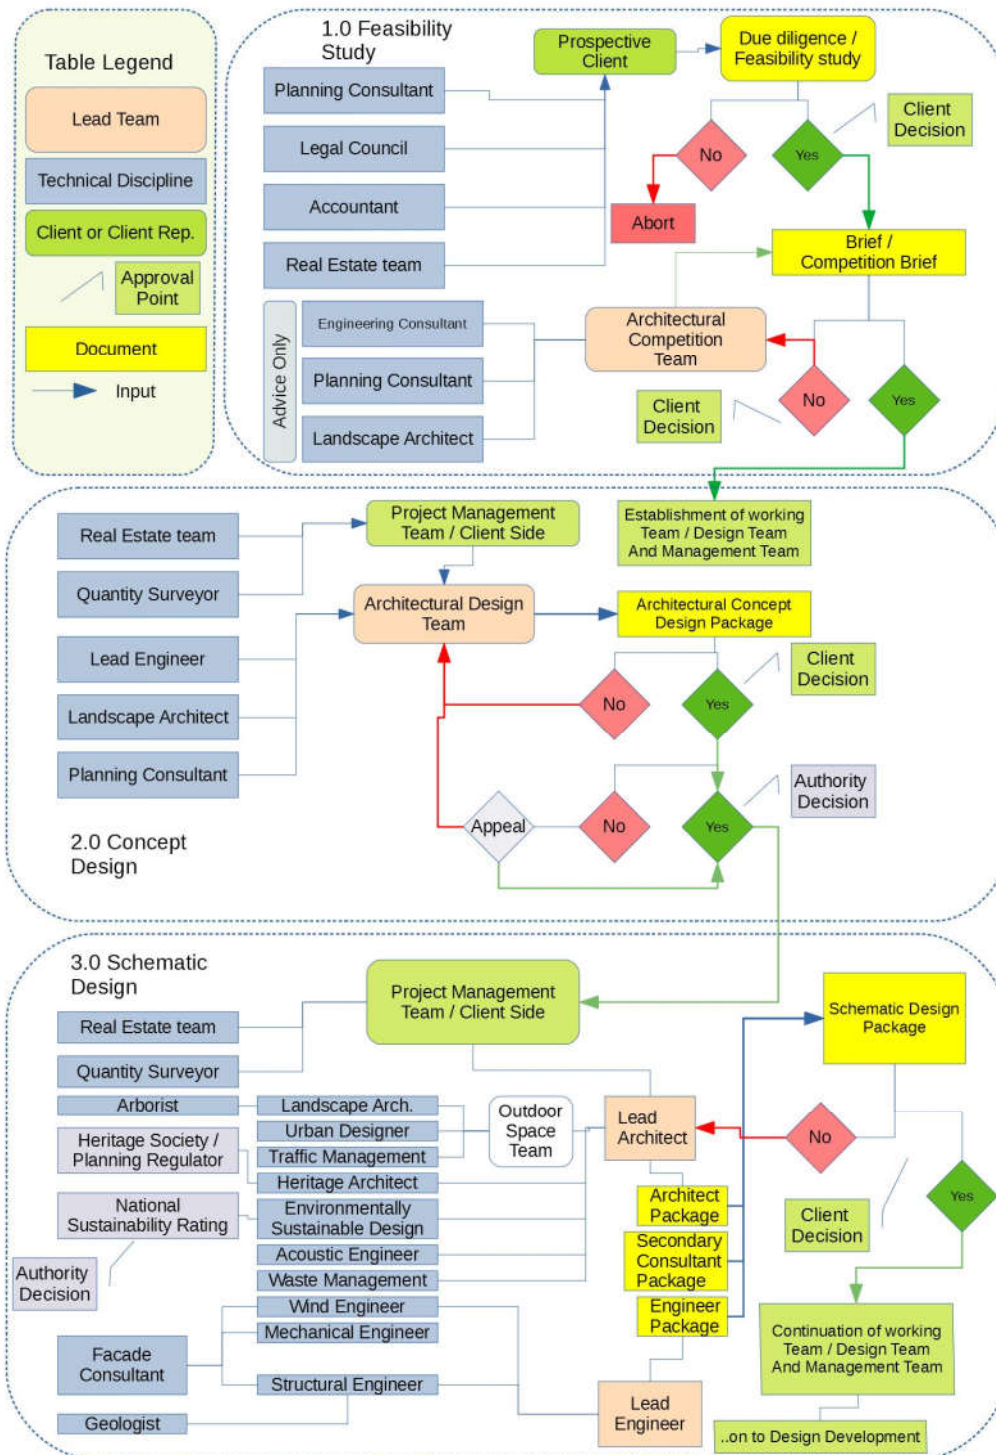 Table Legend
Lead Team
Technical Discipline
Client or Client Rep.
Approval
Point
Document
Input
1.0 Feasibility
Study
Prospective
Client
Due diligence /
Feasibility study
Planning Consultant
Legal Council
Accountant
Real Estate team
No
Yes
Client
Decision
Abort
Brief /
Competition Brief
Advice Only
Engineering Consultant
Planning Consultant
Landscape Architect
Architectural
Competition
Team
Client
Decision
No
Yes
Real Estate team
Quantity Surveyor
Lead Engineer
Landscape Architect
Planning Consultant
Project Management
Team / Client Side
Establishment of working
Team / Design Team
And Management Team
Architectural Design
Team
Architectural Concept
Design Package
No
Yes
Client
Decision
Appeal
No
Yes
Authority
Decision
2.0 Concept
Design
3.0 Schematic
Design
Real Estate team
Quantity Surveyor
Project Management
Team / Client Side
Schematic Design
Package
Arborist
Heritage Society /
Planning Regulator
National
Sustainability Rating
Authority
Decision
Landscape Arch.
Urban Designer
Traffic Management
Heritage Architect
Environmentally
Sustainable Design
Acoustic Engineer
Waste Management
Wind Engineer
Mechanical Engineer
Structural Engineer
Facade
Consultant
Geologist
Outdoor
Space
Team
Lead
Architect
Architect
Package
Secondary
Consultant
Package
Engineer
Package
Lead
Engineer
No
Yes
Client
Decision
Continuation of working
Team / Design Team
And Management Team
..on to Design Development